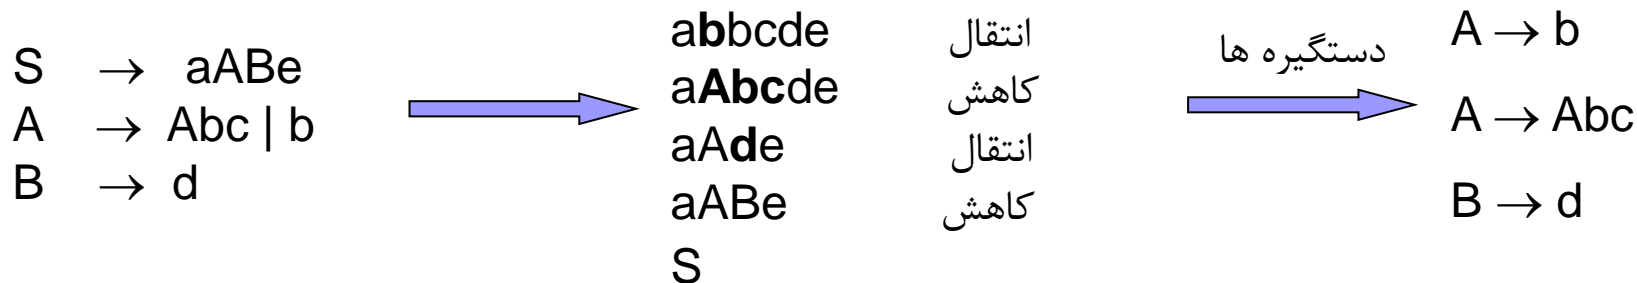 S → aABe
A → Abc | b
B → d
abbcde انتقال
aAbcde کاهش
aAde انتقال
aABe کاهش
S
دستگیره ها
A → b
A → Abc
B → d